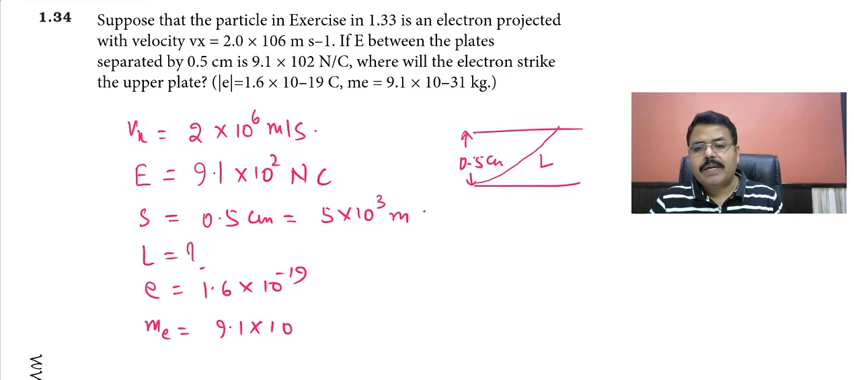 1.34 Suppose that the particle in Exercise in 1.33 is an electron projected
with velocity vx = 2.0 × 106 m s–1. If E between the plates
separated by 0.5 cm is 9.1 × 102 N/C, where will the electron strike
the upper plate? (|e|=1.6 × 10–19 C, me = 9.1 × 10–31 kg.)
Vx = 2 × 10⁶ m/s.
E = 9.1 × 10² N C
S = 0.5 cm = 5 × 10³ m.
L = ?
e = 1.6 × 10⁻¹⁹
mₑ = 9.1 × 10
0.5 cm
L
W